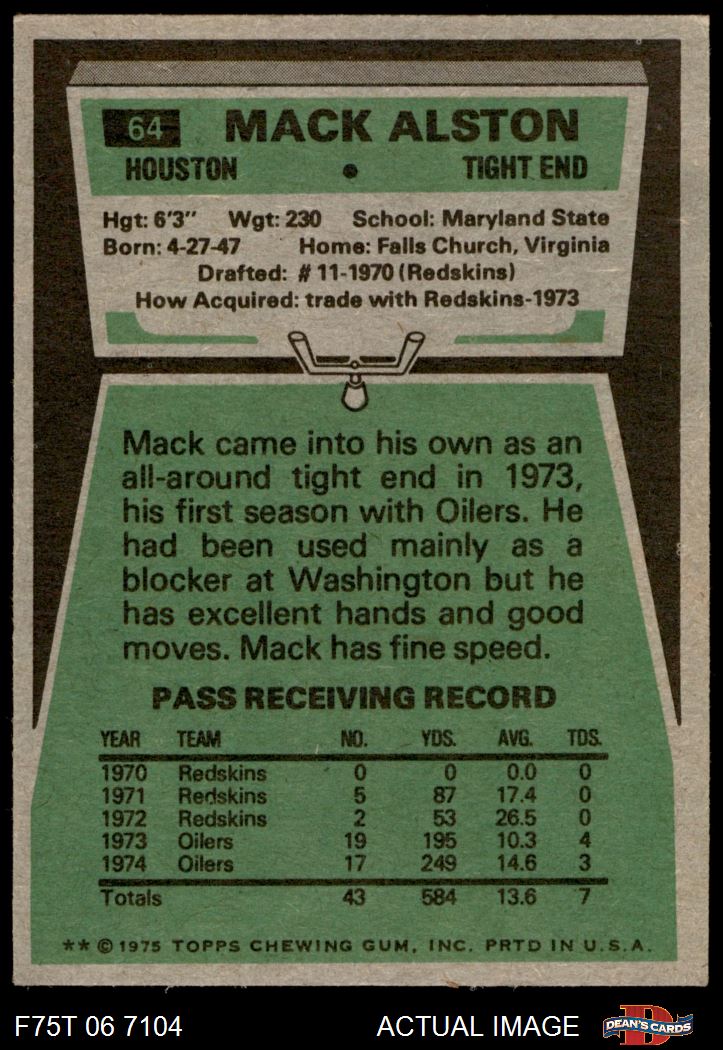 64 MACK ALSTON
HOUSTON • TIGHT END
Hgt: 6'3" Wgt: 230 School: Maryland State
Born: 4-27-47 Home: Falls Church, Virginia
Drafted: #11-1970 (Redskins)
How Acquired: trade with Redskins-1973
Mack came into his own as an
all-around tight end in 1973,
his first season with Oilers. He
had been used mainly as a
blocker at Washington but he
has excellent hands and good
moves. Mack has fine speed.
PASS RECEIVING RECORD
YEAR TEAM NO. YDS. AVG. TDS.
1970 Redskins 0 0 0.0 0
1971 Redskins 5 87 17.4 0
1972 Redskins 2 53 26.5 0
1973 Oilers 19 195 10.3 4
1974 Oilers 17 249 14.6 3
Totals 43 584 13.6 7
** © 1975 TOPPS CHEWING GUM, INC. PRTD IN U.S.A.
F75T 06 7104 ACTUAL IMAGE DEAN'S CARDS